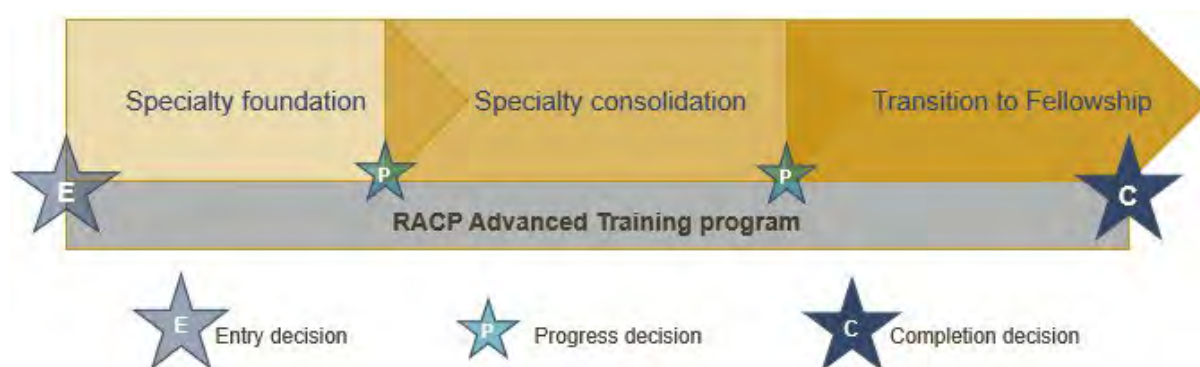 Specialty foundation
Specialty consolidation
Transition to Fellowship
E
P
P
C
RACP Advanced Training program
E Entry decision
P Progress decision
C Completion decision